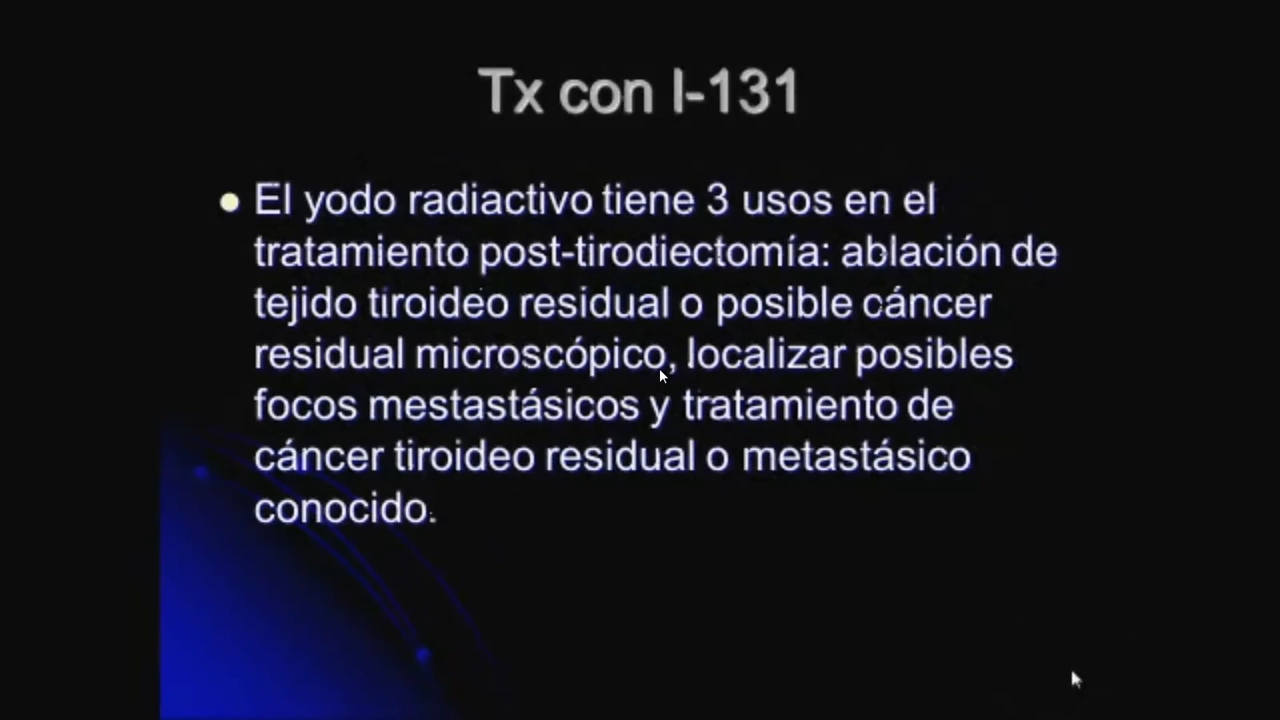 Tx con I-131
El yodo radiactivo tiene 3 usos en el
tratamiento post-tirodiectomía: ablación de
tejido tiroideo residual o posible cáncer
residual microscópico, localizar posibles
focos mestastásicos y tratamiento de
cáncer tiroideo residual o metastásico
conocido.